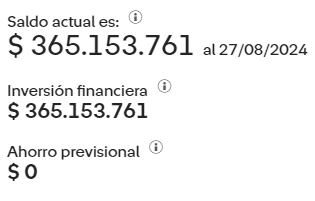 Saldo actual es:
$ 365.153.761 al 27/08/2024
Inversión financiera
$ 365.153.761
Ahorro previsional
$ 0